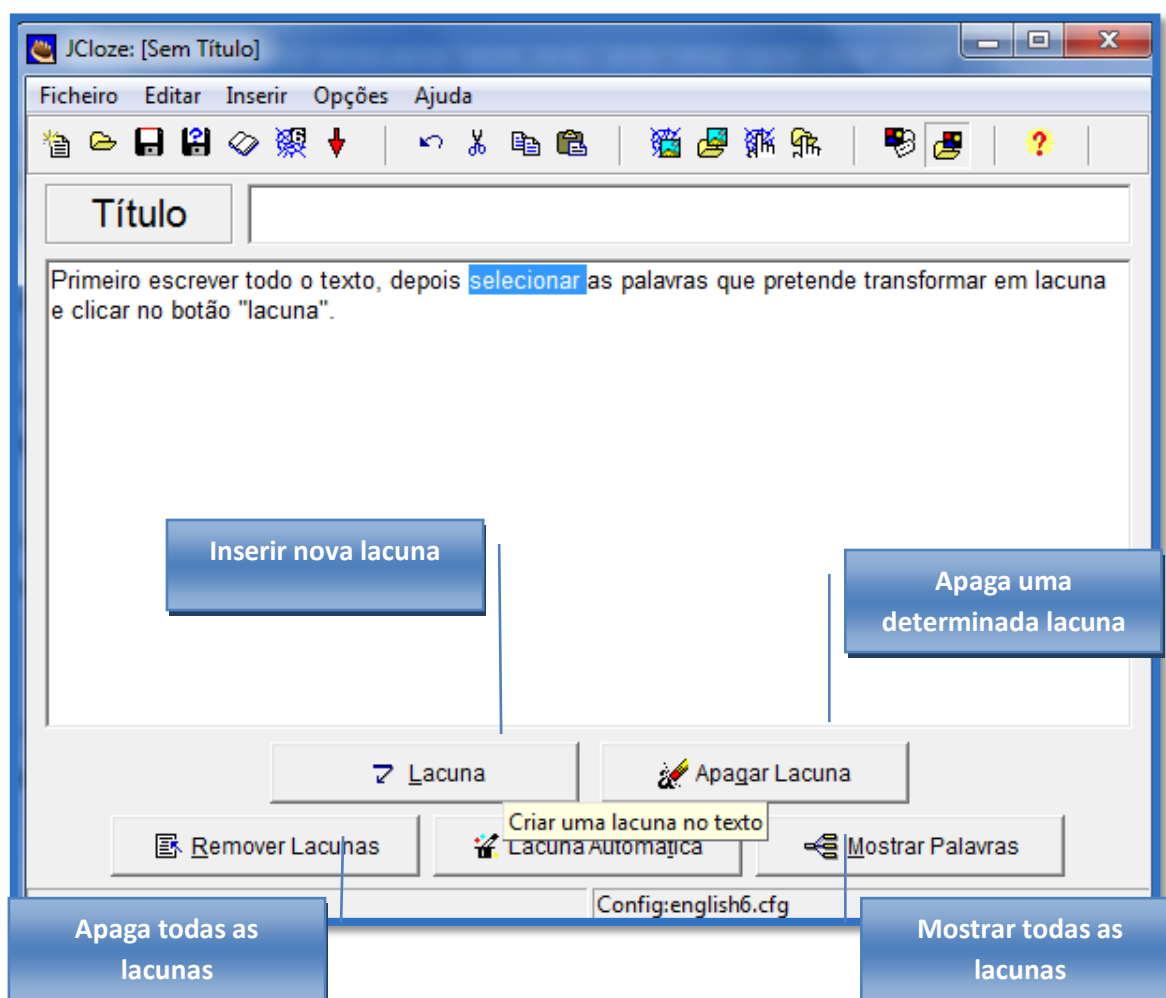 JCloze: [Sem Título]
Ficheiro Editar Inserir Opções Ajuda
Título
Primeiro escrever todo o texto, depois selecionar as palavras que pretende transformar em lacuna
e clicar no botão "lacuna".
Inserir nova lacuna
Apaga uma
determinada lacuna
Lacuna
Apagar Lacuna
Criar uma lacuna no texto
Remover Lacunas
Lacuna Automática
Mostrar Palavras
Config:english6.cfg
Apaga todas as
lacunas
Mostrar todas as
lacunas